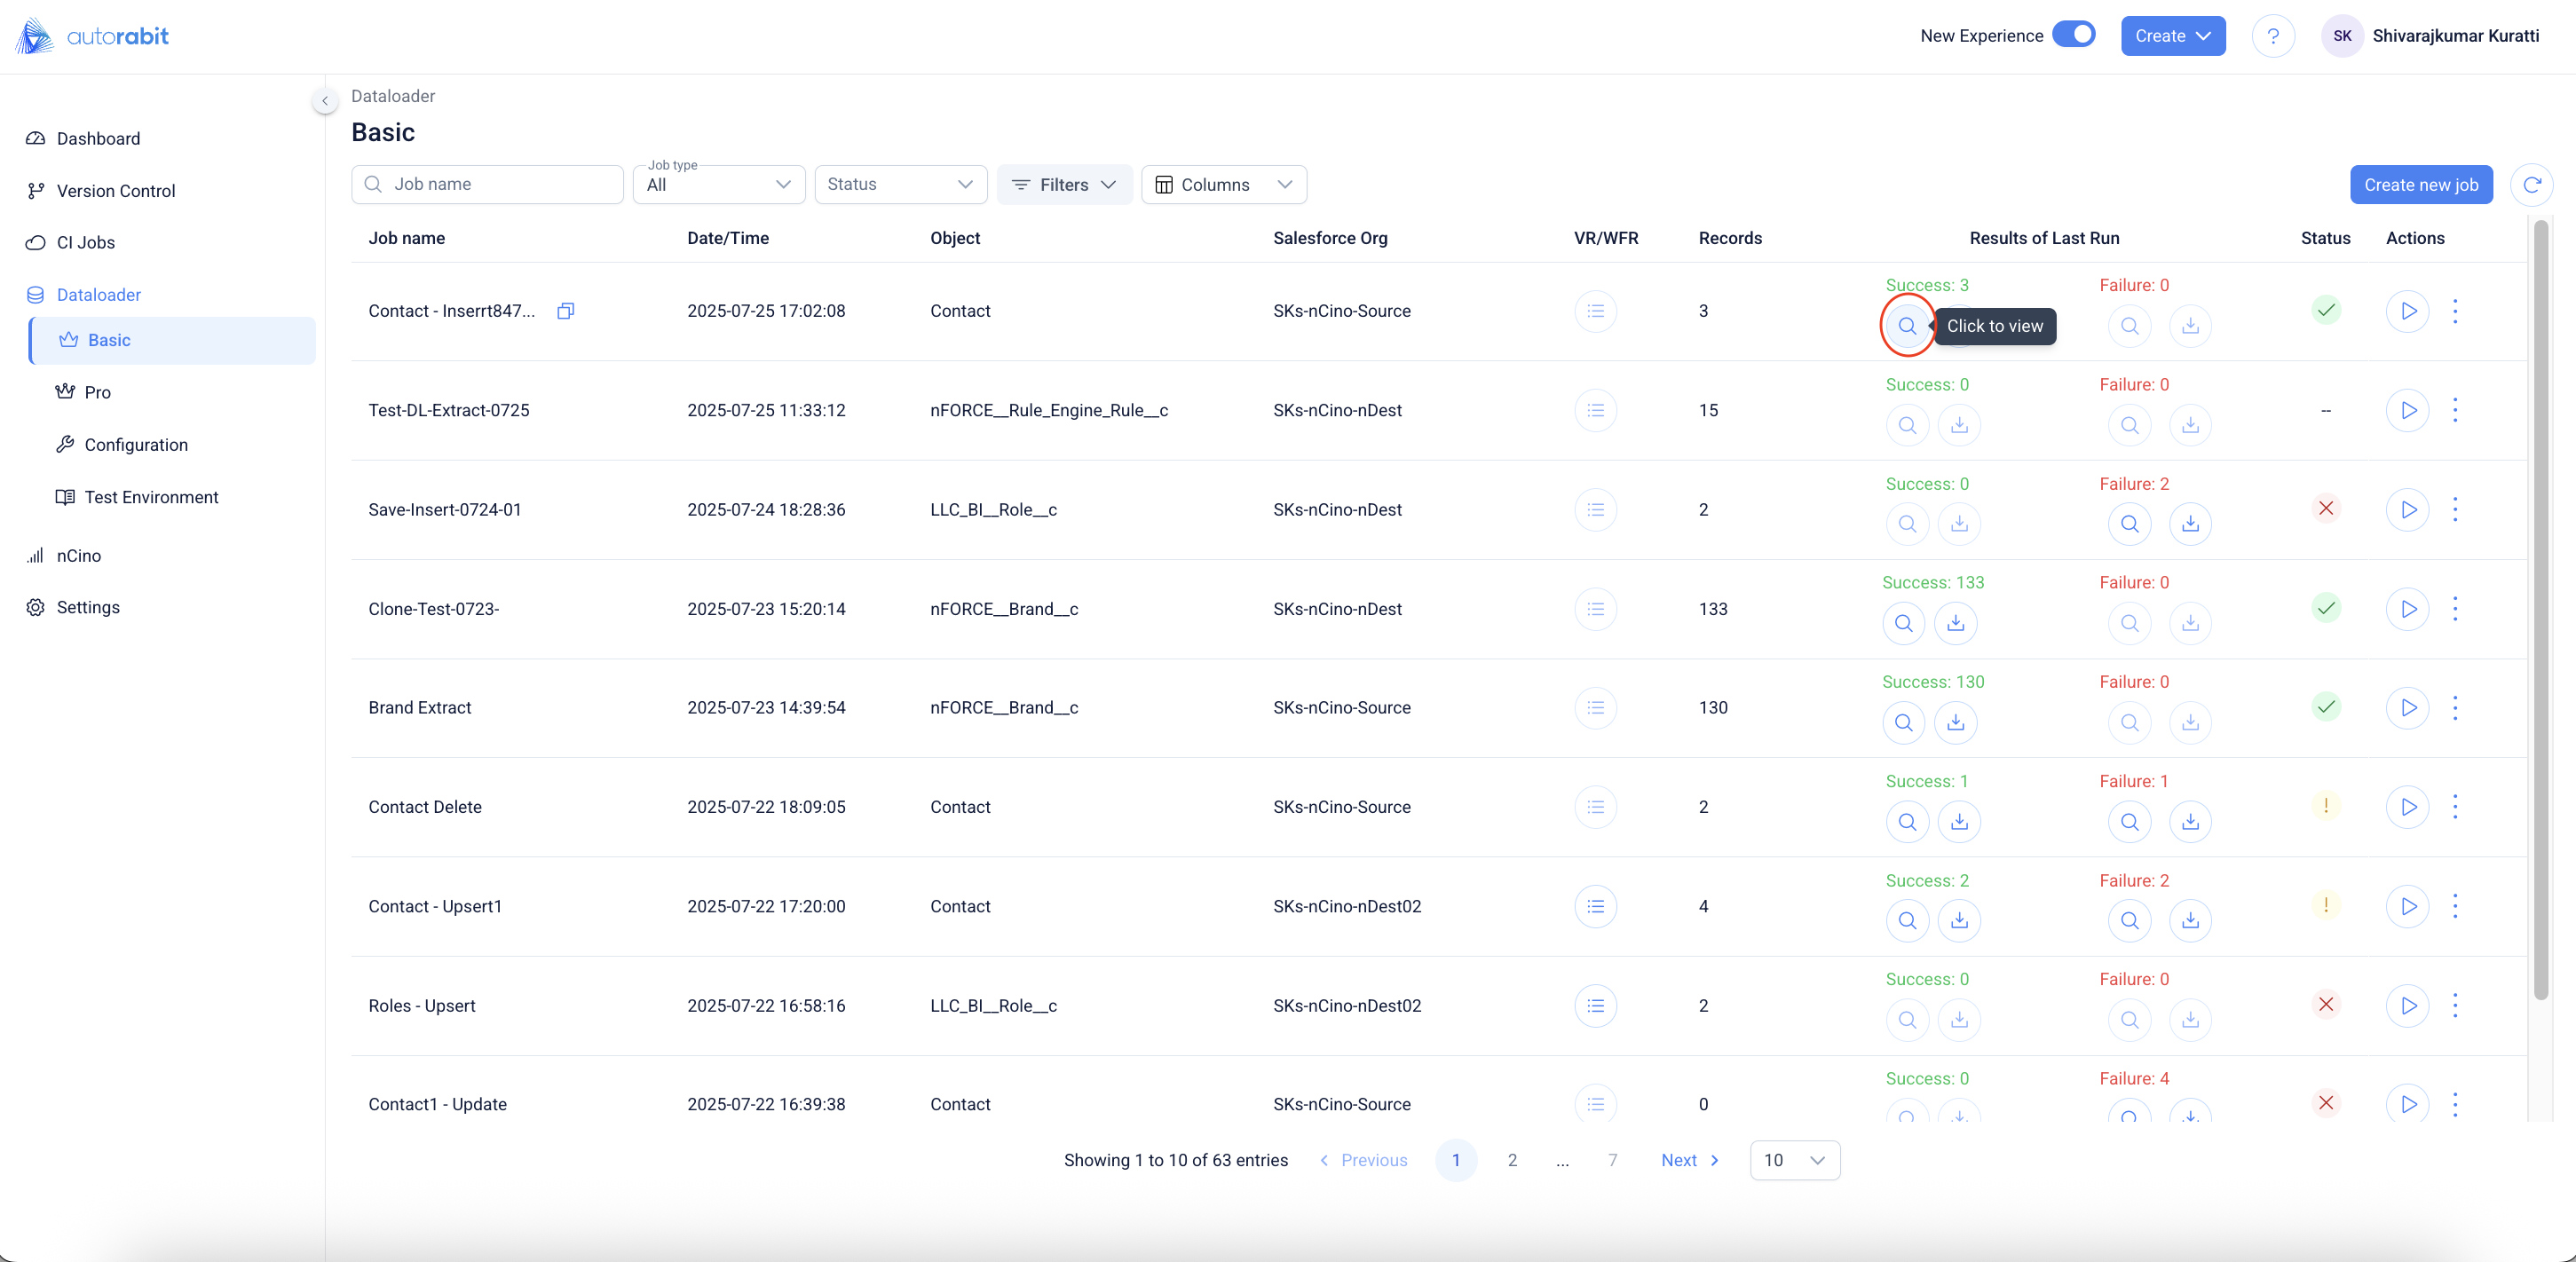 autorabit
New Experience
Create
?
SK
Shivarajkumar Kuratti
Dashboard
Version Control
CI Jobs
Dataloader
Basic
Pro
Configuration
Test Environment
nCino
Settings
Dataloader
Basic
Job name
Job type
All
Status
Filters
Columns
Create new job
Job name Date/Time Object Salesforce Org VR/WFR Records Results of Last Run Status Actions
Success: 3 Failure: 0
Contact - Inserrt847... 2025-07-25 17:02:08 Contact SKs-nCino-Source 3
Click to view
Success: 0 Failure: 0
Test-DL-Extract-0725 2025-07-25 11:33:12 nFORCE__Rule_Engine_Rule__c SKs-nCino-nDest 15 --
Success: 0 Failure: 2
Save-Insert-0724-01 2025-07-24 18:28:36 LLC_BI__Role__c SKs-nCino-nDest 2
Success: 133 Failure: 0
Clone-Test-0723- 2025-07-23 15:20:14 nFORCE__Brand__c SKs-nCino-nDest 133
Success: 130 Failure: 0
Brand Extract 2025-07-23 14:39:54 nFORCE__Brand__c SKs-nCino-Source 130
Success: 1 Failure: 1
Contact Delete 2025-07-22 18:09:05 Contact SKs-nCino-Source 2
Success: 2 Failure: 2
Contact - Upsert1 2025-07-22 17:20:00 Contact SKs-nCino-nDest02 4
Success: 0 Failure: 0
Roles - Upsert 2025-07-22 16:58:16 LLC_BI__Role__c SKs-nCino-nDest02 2
Success: 0 Failure: 4
Contact1 - Update 2025-07-22 16:39:38 Contact SKs-nCino-Source 0
Showing 1 to 10 of 63 entries Previous 1 2 ... 7 Next 10